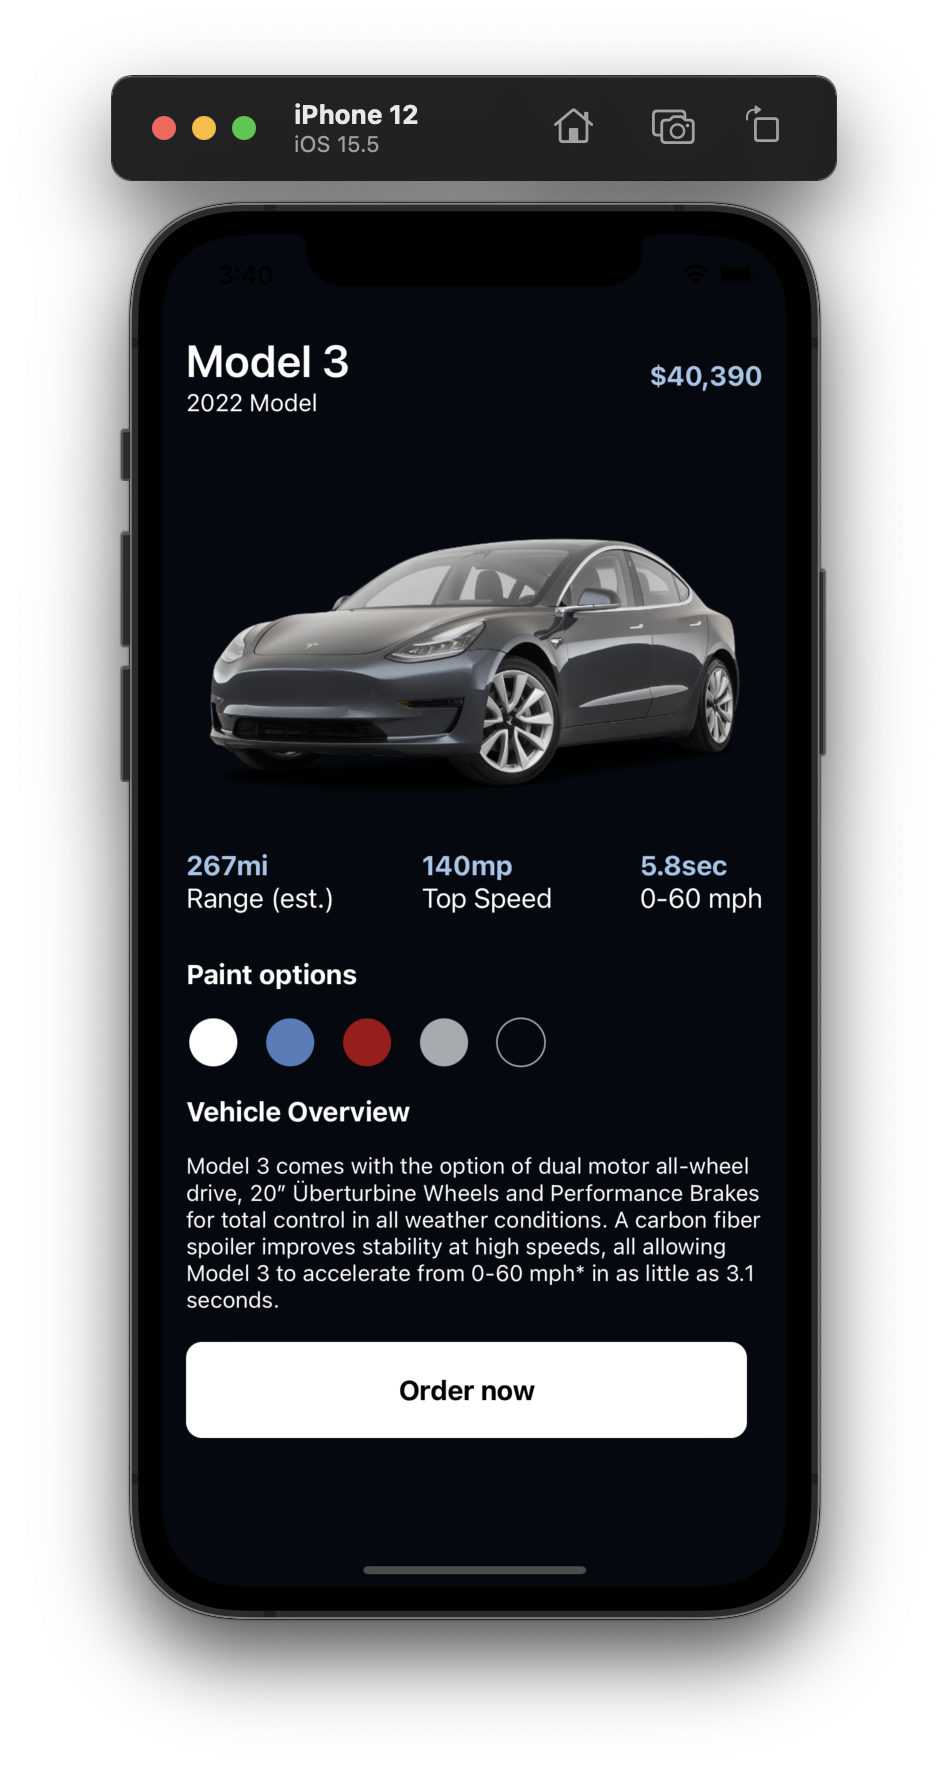 iPhone 12
iOS 15.5
3:40
Model 3
2022 Model
$40,390
267mi
140mp
5.8sec
Range (est.)
Top Speed
0-60 mph
Paint options
Vehicle Overview
Model 3 comes with the option of dual motor all-wheel
drive, 20” Überturbine Wheels and Performance Brakes
for total control in all weather conditions. A carbon fiber
spoiler improves stability at high speeds, all allowing
Model 3 to accelerate from 0-60 mph* in as little as 3.1
seconds.
Order now